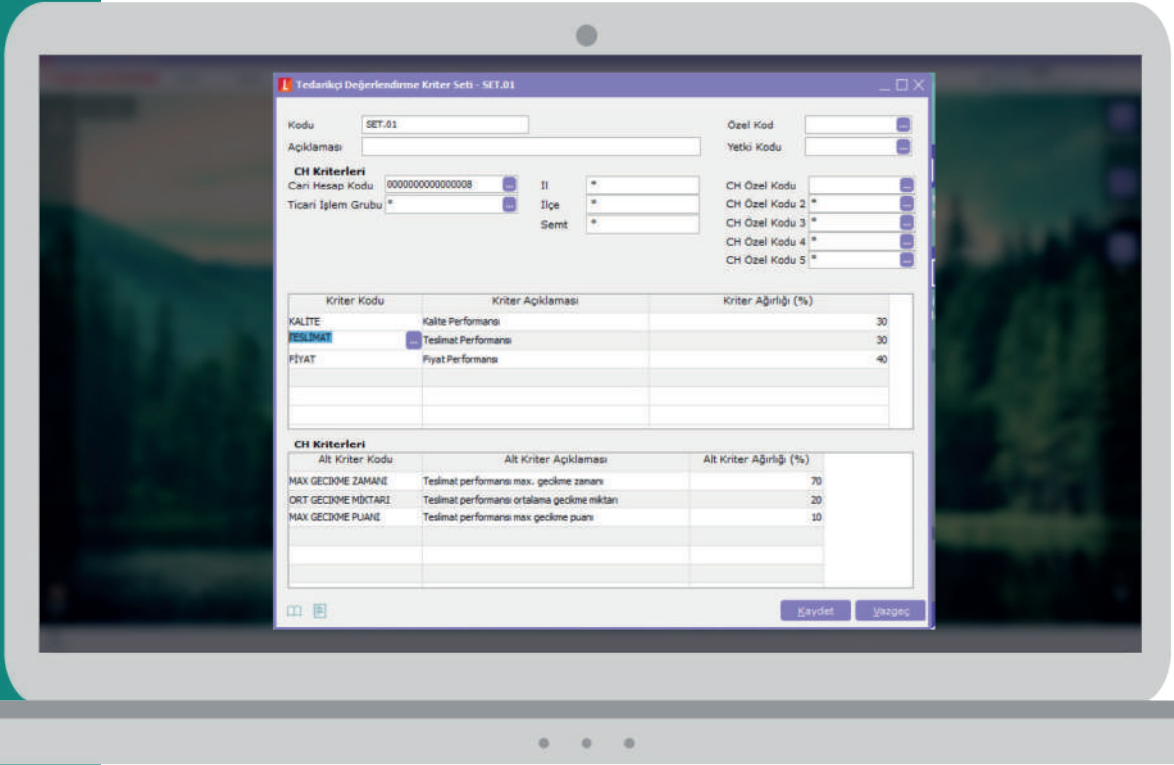 Tedarikçi Değerlendirme Kriter Seti - SET.01
Kodu SET.01 Özel Kod
Açıklaması Yetki Kodu
CH Kriterleri
Cari Hesap Kodu 0000000000000008 İl * CH Özel Kodu
Ticari İşlem Grubu * İlçe * CH Özel Kodu 2 *
Semt * CH Özel Kodu 3 *
CH Özel Kodu 4 *
CH Özel Kodu 5 *
Kriter Kodu Kriter Açıklaması Kriter Ağırlığı (%)
KALİTE Kalite Performansı 30
TESLİMAT Teslimat Performansı 30
FİYAT Fiyat Performansı 40
CH Kriterleri
Alt Kriter Kodu Alt Kriter Açıklaması Alt Kriter Ağırlığı (%)
MAX GECİKME ZAMANI Teslimat performansı max. gecikme zamanı 70
ORT GECİKME MİKTARI Teslimat performansı ortalama gecikme miktarı 20
MAX GECİKME PUANI Teslimat performansı max gecikme puanı 10
Kaydet Vazgeç